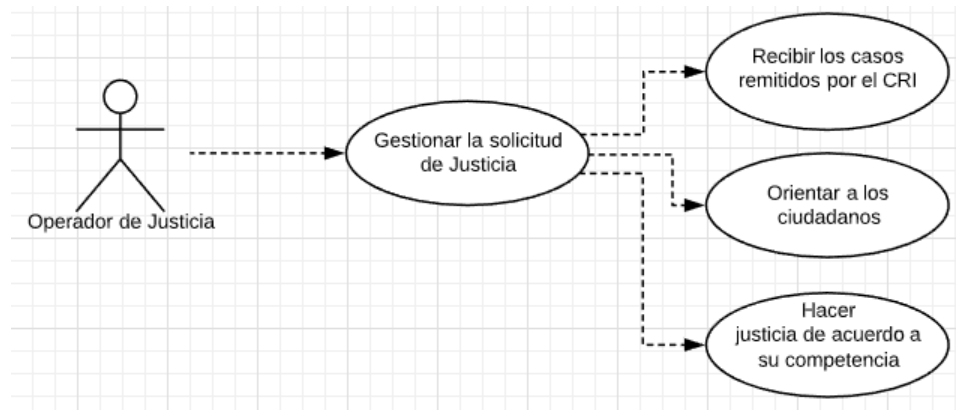 Recibir los casos
remitidos por el CRI
Gestionar la solicitud
de Justicia
Orientar a los
ciudadanos
Operador de Justicia
Hacer
justicia de acuerdo a
su competencia